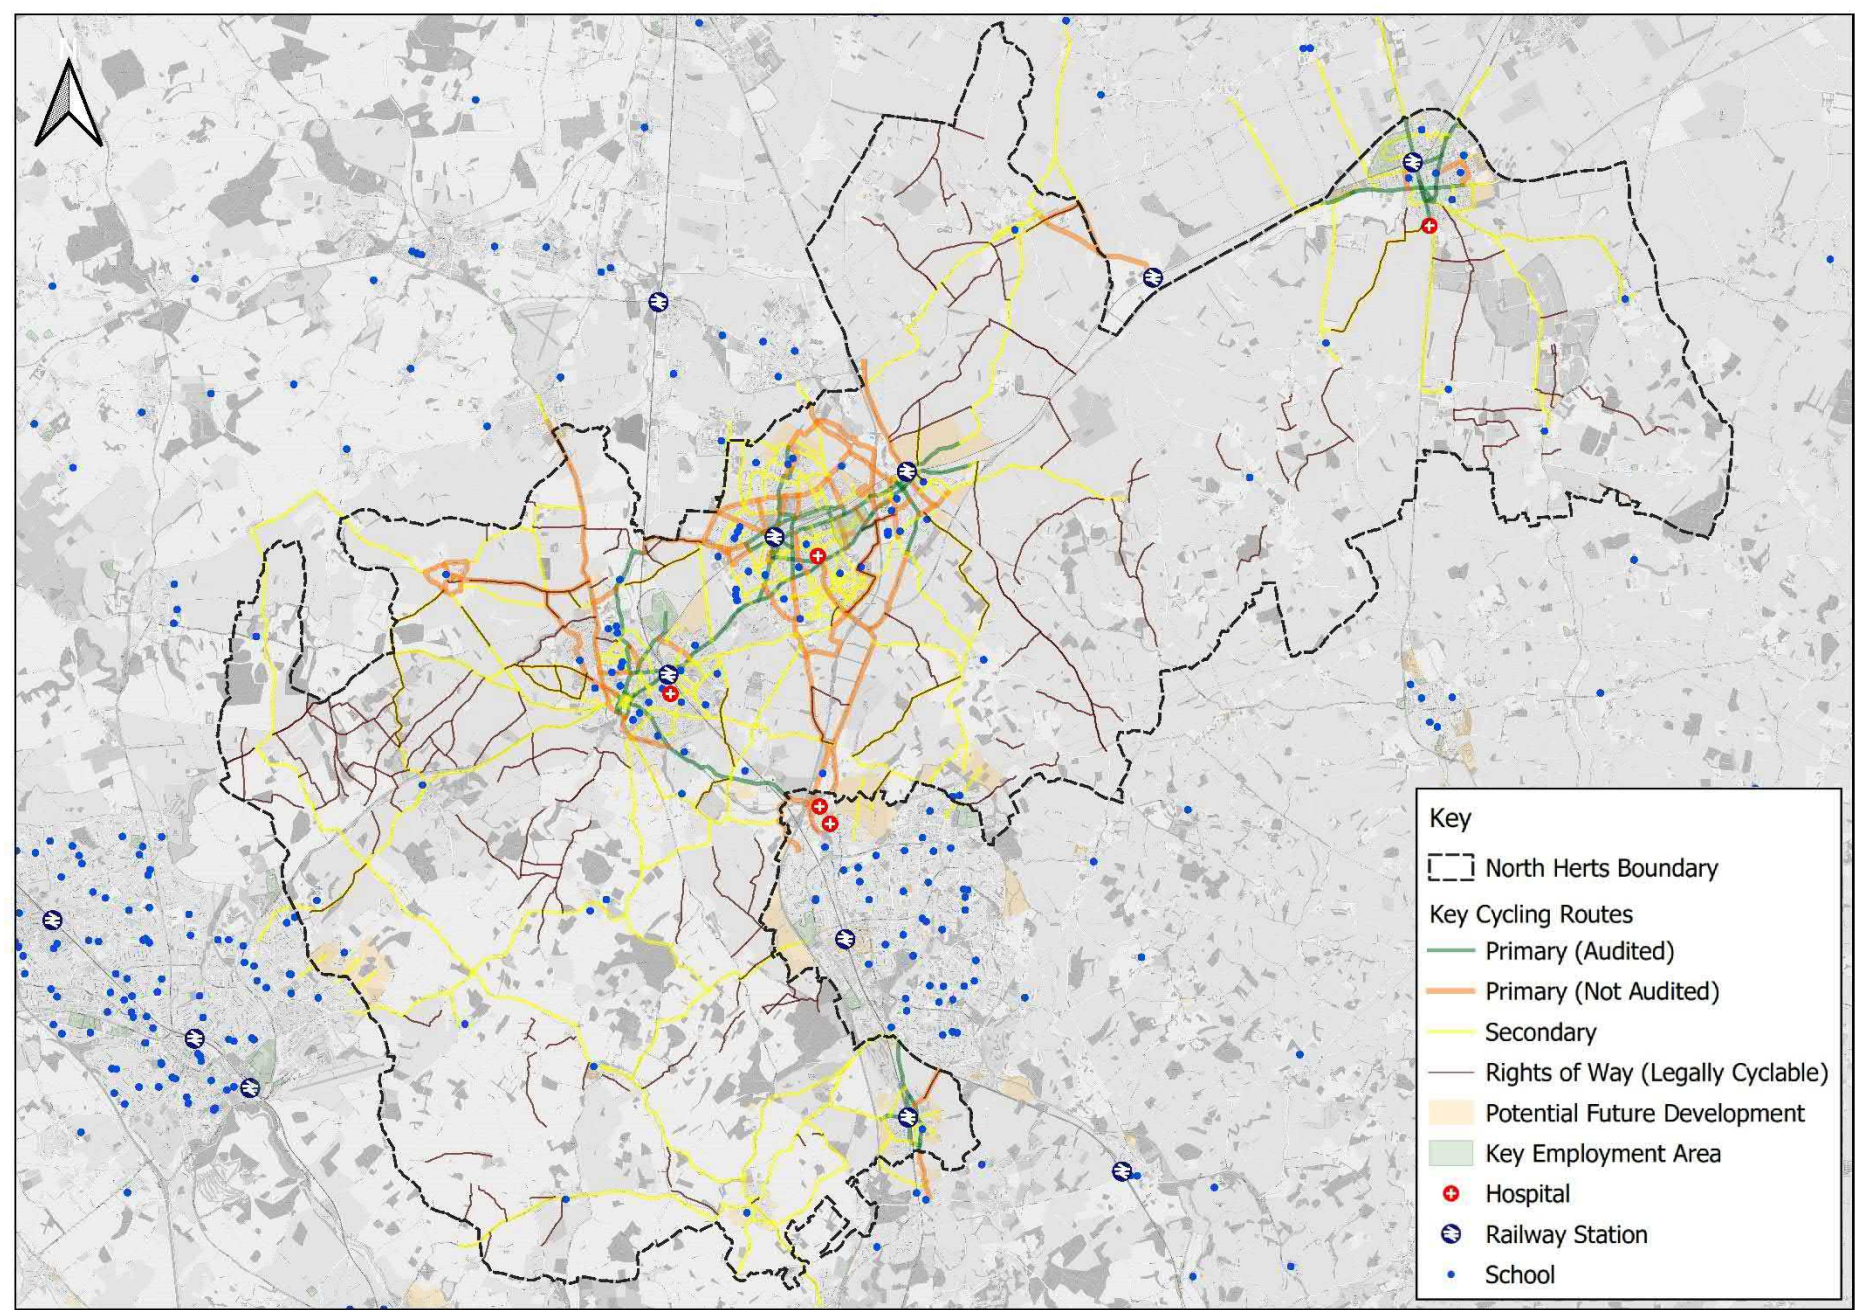 N
Key
North Herts Boundary
Key Cycling Routes
Primary (Audited)
Primary (Not Audited)
Secondary
Rights of Way (Legally Cyclable)
Potential Future Development
Key Employment Area
Hospital
Railway Station
School